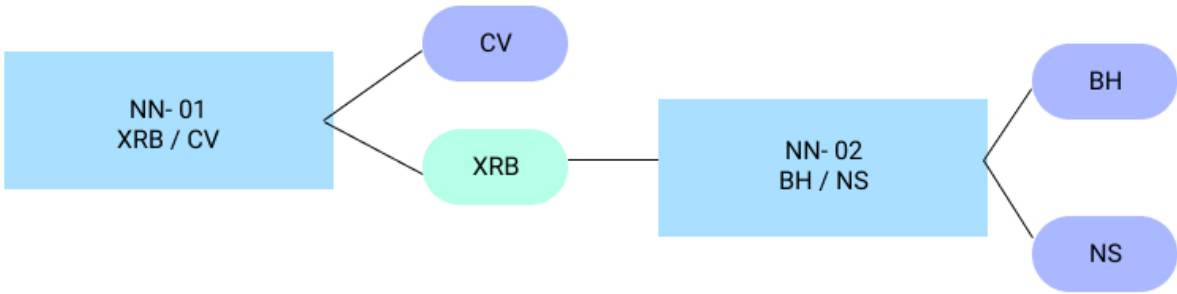 NN- 01
XRB / CV
CV
XRB
NN- 02
BH / NS
BH
NS